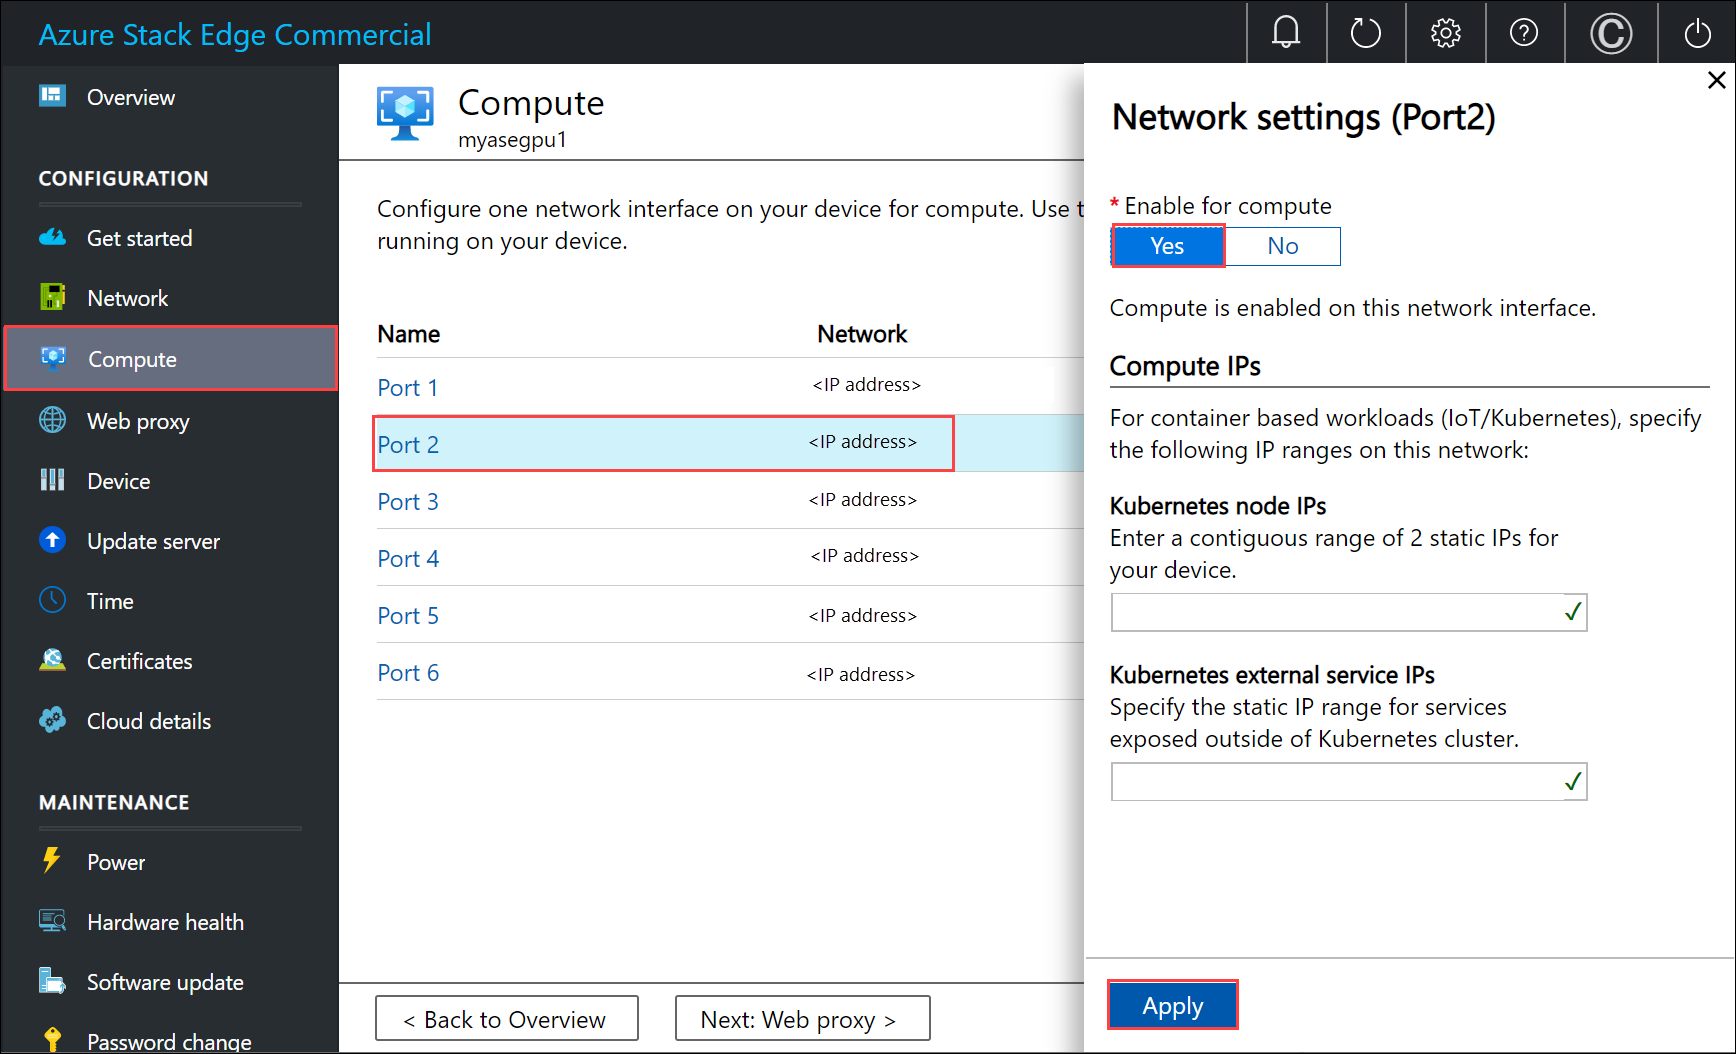 Azure Stack Edge Commercial
Overview
CONFIGURATION
Get started
Network
Compute
Web proxy
Device
Update server
Time
Certificates
Cloud details
MAINTENANCE
Power
Hardware health
Software update
Password change
Compute
myasegpu1
Configure one network interface on your device for compute. Use t
running on your device.
Name Network
Port 1 <IP address>
Port 2 <IP address>
Port 3 <IP address>
Port 4 <IP address>
Port 5 <IP address>
Port 6 <IP address>
< Back to Overview
Next: Web proxy >
Network settings (Port2)
* Enable for compute
Yes No
Compute is enabled on this network interface.
Compute IPs
For container based workloads (IoT/Kubernetes), specify
the following IP ranges on this network:
Kubernetes node IPs
Enter a contiguous range of 2 static IPs for
your device.
Kubernetes external service IPs
Specify the static IP range for services
exposed outside of Kubernetes cluster.
Apply